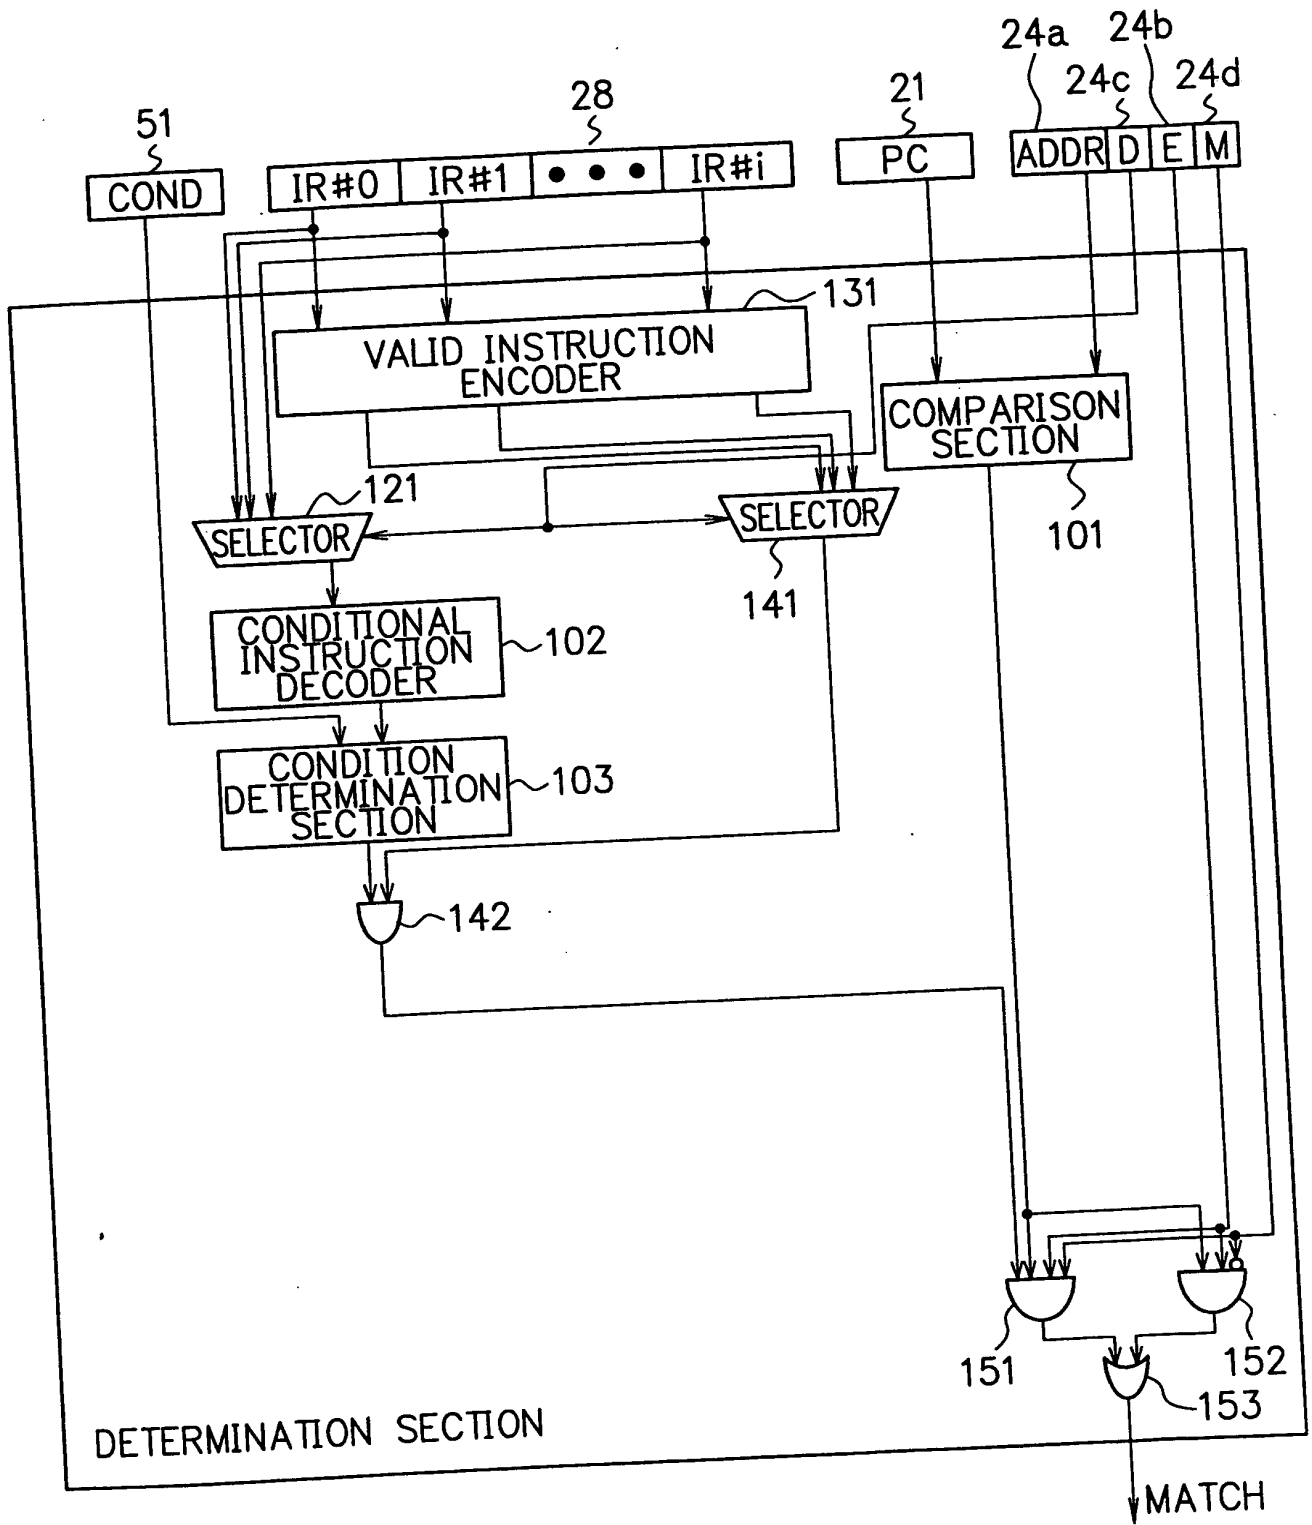 24a
24b
24c
24d
51
28
21
COND
IR#0
IR#1
IR#i
PC
ADDR
D
E
M
131
VALID INSTRUCTION
ENCODER
COMPARISON
SECTION
121
SELECTOR
SELECTOR
101
141
CONDITIONAL
INSTRUCTION
DECODER
102
CONDITION
DETERMINATION
SECTION
103
142
151
152
153
DETERMINATION SECTION
MATCH